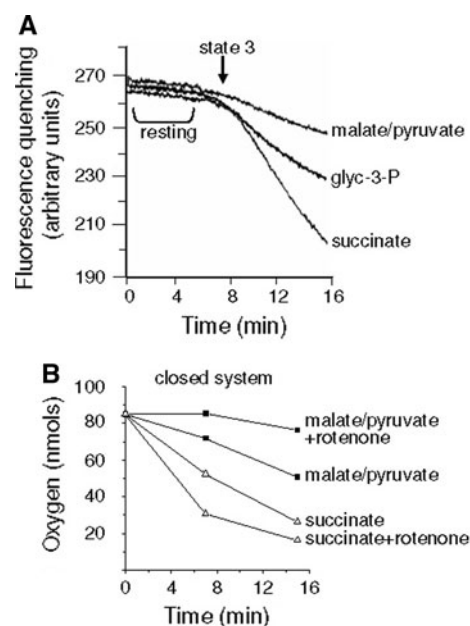 A
state 3
270
250
230
210
190
Fluorescence quenching
(arbitrary units)
resting
malate/pyruvate
glyc-3-P
succinate
0 4 8 12 16
Time (min)
B
closed system
100
80
60
40
20
Oxygen (nmols)
malate/pyruvate
+rotenone
malate/pyruvate
succinate
succinate+rotenone
0 4 8 12 16
Time (min)